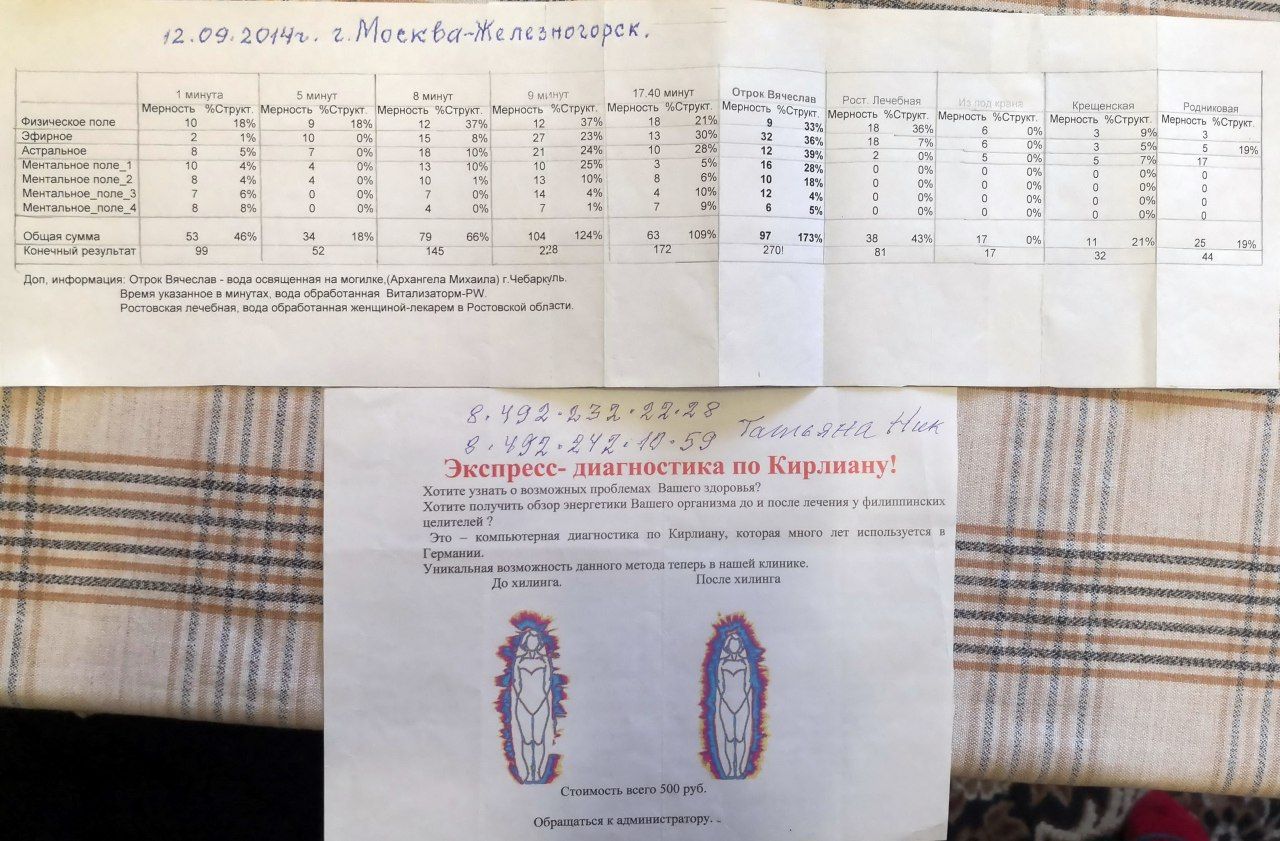 12.09.2014г. г.Москва-Железногорск.
1 минута 5 минут 8 минут 9 минут 17.40 минут Отрок Вячеслав Рост. Лечебная Из под крана Крещенская Родниковая
Мерность %Структ. Мерность %Структ. Мерность %Структ. Мерность %Структ. Мерность %Структ. Мерность %Структ. Мерность %Структ. Мерность %Структ. Мерность %Структ. Мерность %Структ.
Физическое поле 10 18% 9 18% 12 37% 12 37% 18 21% 9 33% 18 36% 6 0% 3 9% 3
Эфирное 2 1% 10 0% 15 8% 27 23% 13 30% 32 36% 18 7% 6 0% 3 5% 5 19%
Астральное 8 5% 7 0% 18 10% 21 24% 10 28% 12 39% 2 0% 5 0% 5 7% 17
Ментальное поле_1 10 4% 4 0% 13 10% 10 25% 3 5% 16 28% 0 0% 0 0% 0 0% 0
Ментальное поле_2 8 4% 4 0% 10 1% 13 10% 8 6% 10 18% 0 0% 0 0% 0 0% 0
Ментальное_поле_3 7 6% 0 0% 7 0% 14 4% 4 10% 12 4% 0 0% 0 0% 0 0% 0
Ментальное_поле_4 8 8% 0 0% 4 0% 7 1% 7 9% 6 5% 0 0% 0 0% 0 0% 0
Общая сумма 53 46% 34 18% 79 66% 104 124% 63 109% 97 173% 38 43% 17 0% 11 21% 25 19%
Конечный результат 99 52 145 228 172 270! 81 17 32 44
Доп, информация: Отрок Вячеслав - вода освященная на могилке,(Архангела Михаила) г.Чебаркуль.
Время указанное в минутах, вода обработанная Витализаторм-PW.
Ростовская лечебная, вода обработанная женщиной-лекарем в Ростовской области.
8.492.232.22.28
8.492.242.10.59 Татьяна Ник
Экспресс- диагностика по Кирлиану!
Хотите узнать о возможных проблемах Вашего здоровья?
Хотите получить обзор энергетики Вашего организма до и после лечения у филиппинских
целителей ?
Это – компьютерная диагностика по Кирлиану, которая много лет используется в
Германии.
Уникальная возможность данного метода теперь в нашей клинике.
До хилинга. После хилинга
Стоимость всего 500 руб.
Обращаться к администратору.